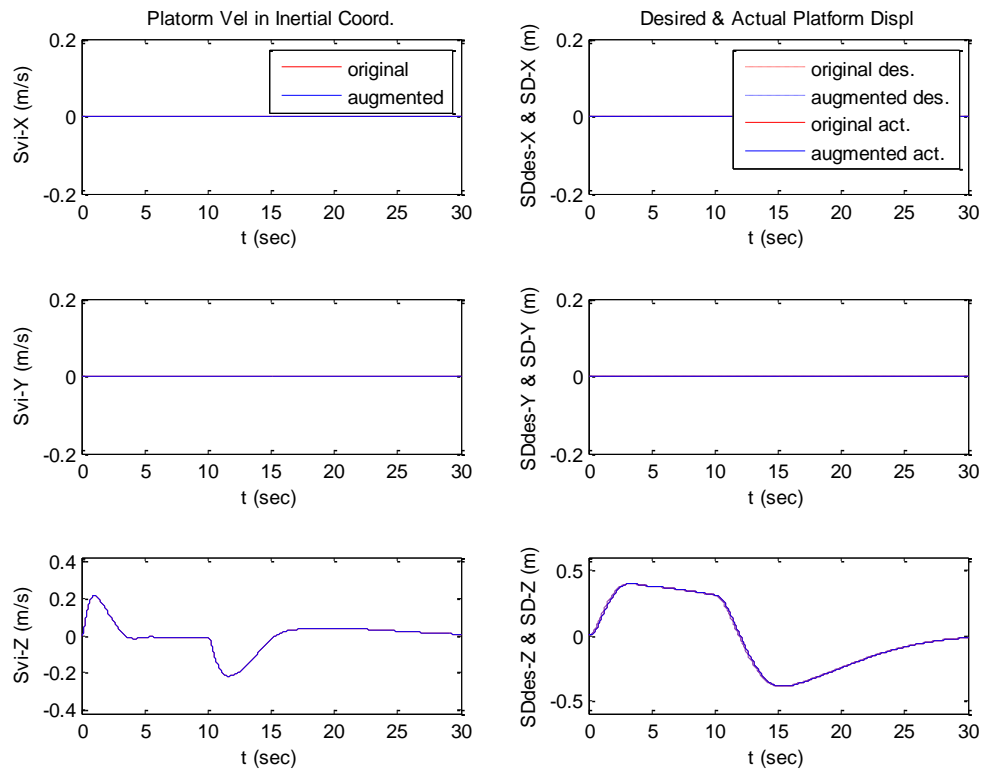 Platorm Vel in Inertial Coord.
Desired & Actual Platform Displ
0.2
0
-0.2
Svi-X (m/s)
original
augmented
0 5 10 15 20 25 30
t (sec)
0.2
0
-0.2
SDdes-X & SD-X (m)
original des.
augmented des.
original act.
augmented act.
0 5 10 15 20 25 30
t (sec)
0.2
0
-0.2
Svi-Y (m/s)
0 5 10 15 20 25 30
t (sec)
0.2
0
-0.2
SDdes-Y & SD-Y (m)
0 5 10 15 20 25 30
t (sec)
0.4
0.2
0
-0.2
-0.4
Svi-Z (m/s)
0 5 10 15 20 25 30
t (sec)
0.5
0
-0.5
SDdes-Z & SD-Z (m)
0 5 10 15 20 25 30
t (sec)